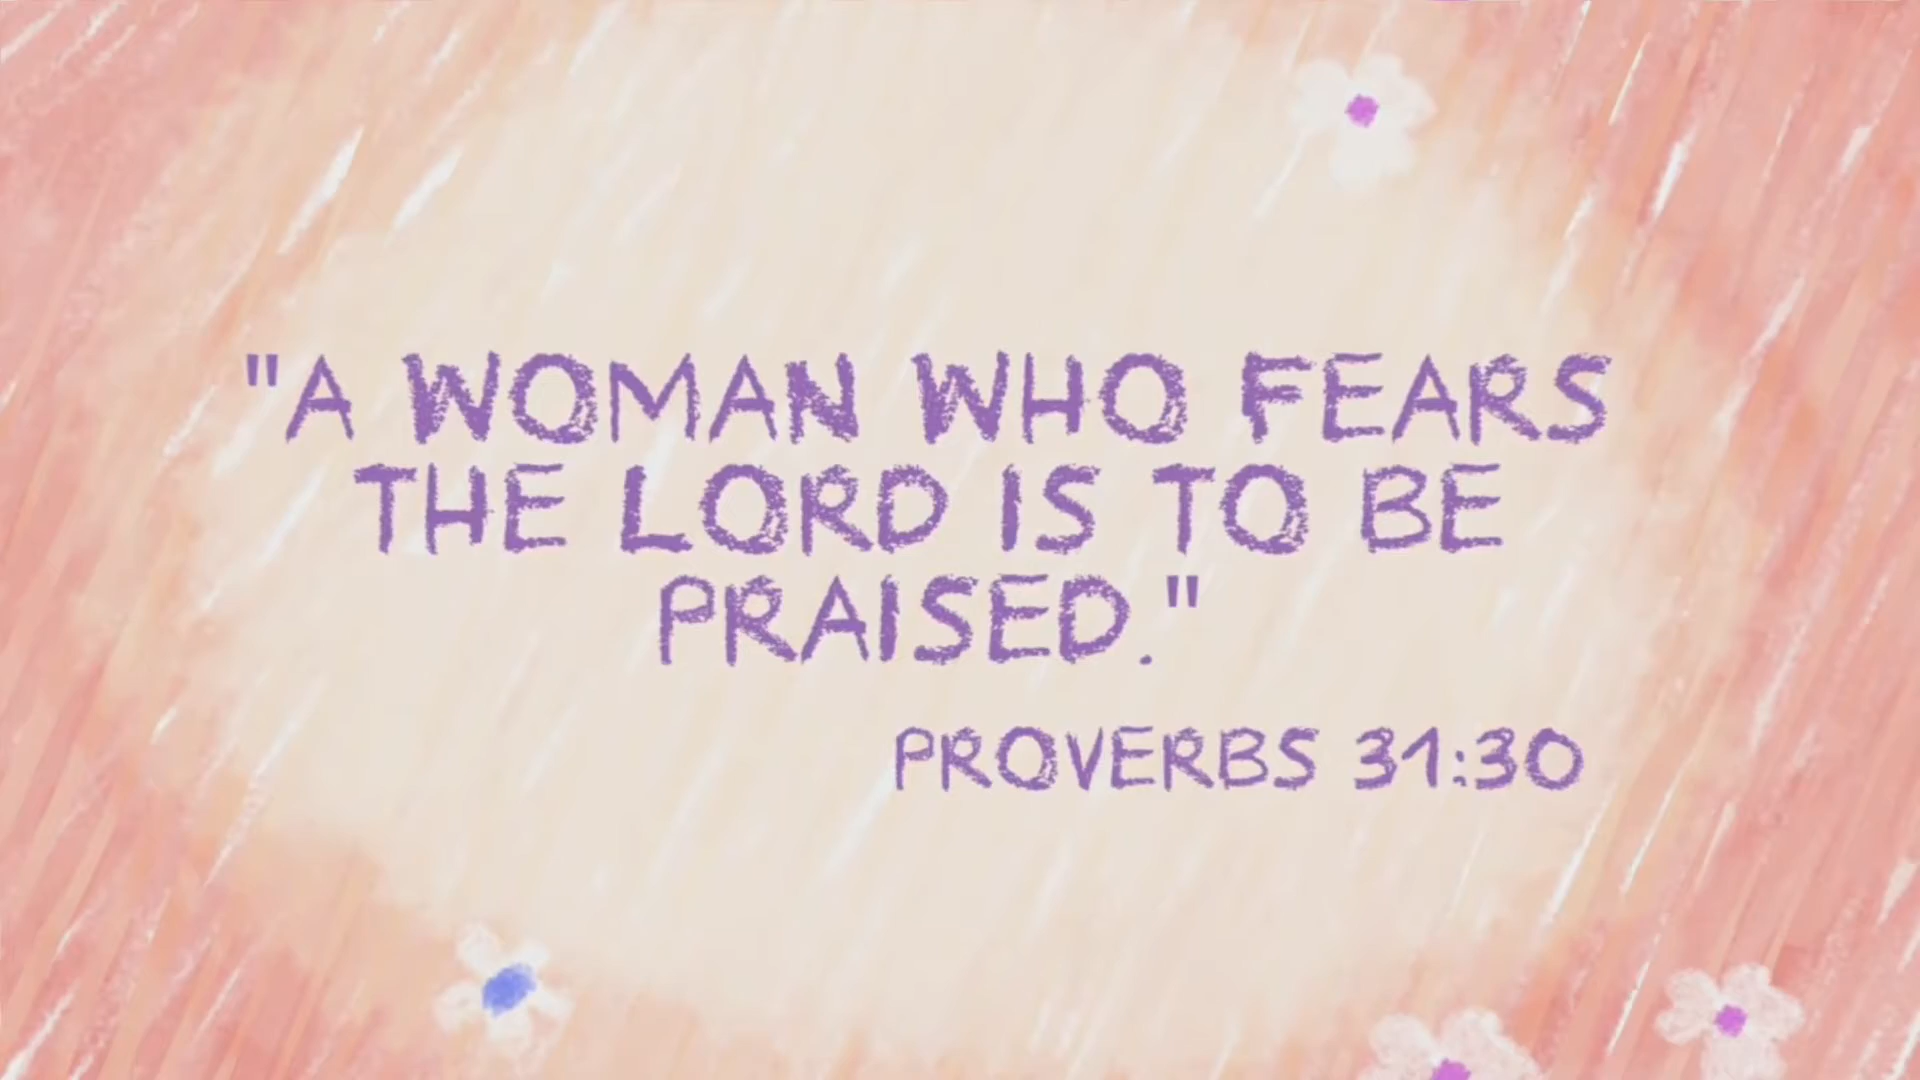 "A WOMAN WHO FEARS
THE LORD IS TO BE
PRAISED."
PROVERBS 31:30